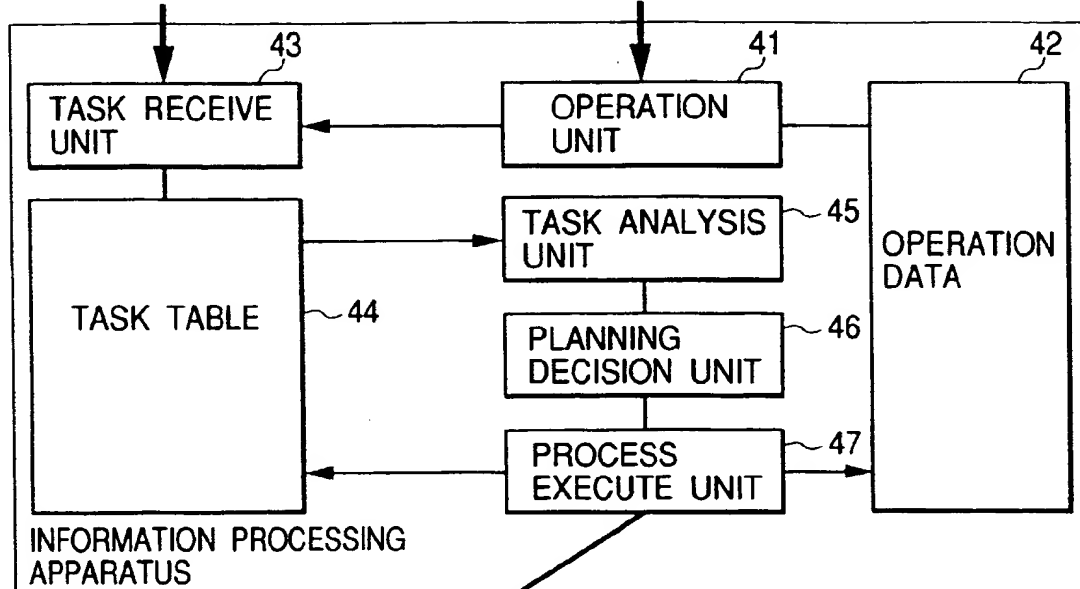 43
41
42
TASK RECEIVE
UNIT
OPERATION
UNIT
TASK ANALYSIS
UNIT
45
OPERATION
DATA
TASK TABLE
44
PLANNING
DECISION UNIT
46
PROCESS
EXECUTE UNIT
47
INFORMATION PROCESSING
APPARATUS